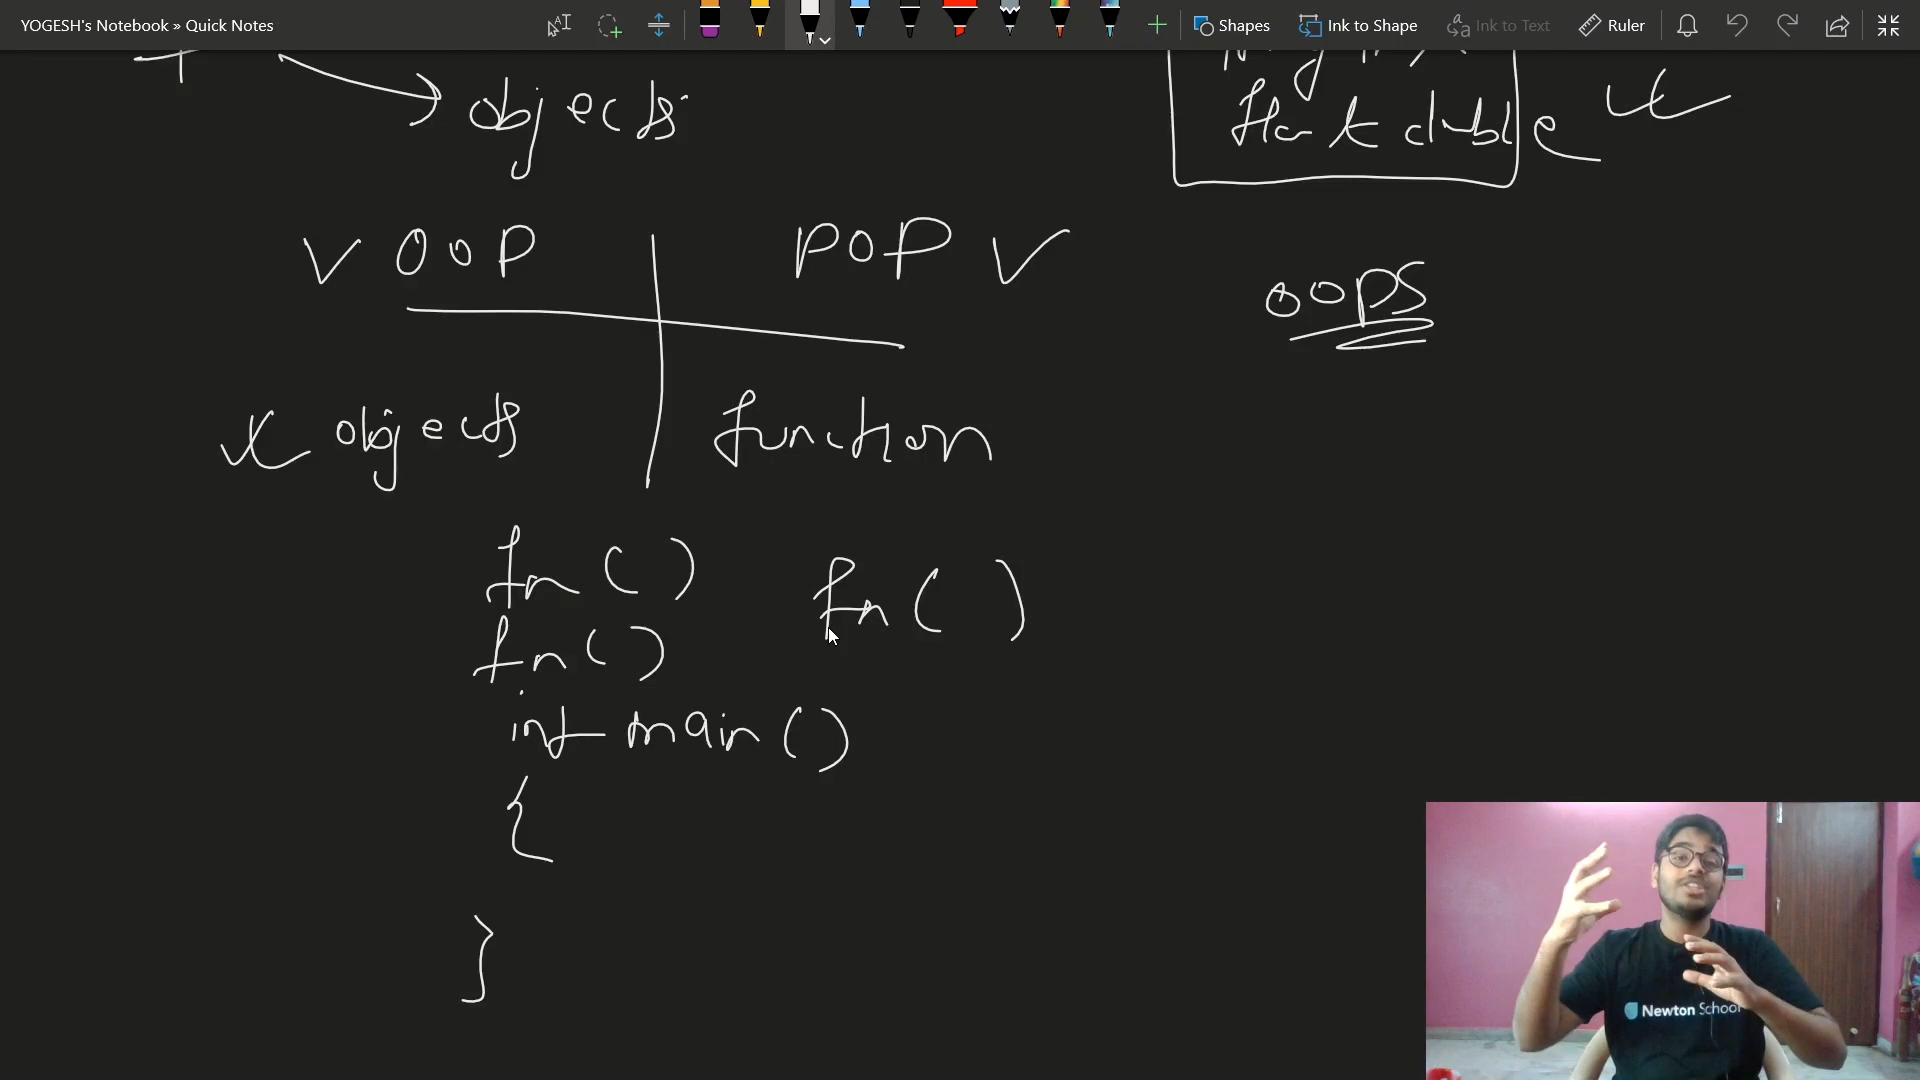 YOGESH's Notebook » Quick Notes
Shapes
Ink to Shape
Ink to Text
Ruler
objects
OOP
POP
OOPS
objects
function
fn ( )
fn ( )
fn ( )
int main ( )
{
}
Newton School